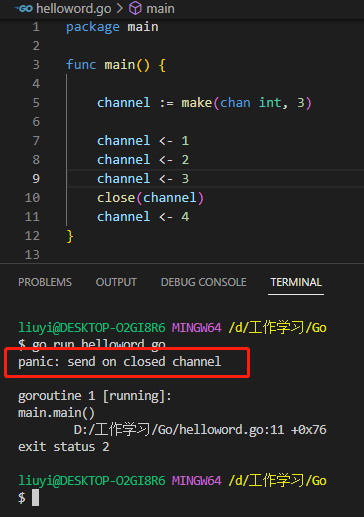 GO helloword.go > main
1 package main
2
3 func main() {
4
5 channel := make(chan int, 3)
6
7 channel <- 1
8 channel <- 2
9 channel <- 3
10 close(channel)
11 channel <- 4
12 }
13
PROBLEMS OUTPUT DEBUG CONSOLE TERMINAL
liuyi@DESKTOP-O2GI8R6 MINGW64 /d/工作学习/Go
$ go run helloword.go
panic: send on closed channel
goroutine 1 [running]:
main.main()
D:/工作学习/Go/helloword.go:11 +0x76
exit status 2
liuyi@DESKTOP-O2GI8R6 MINGW64 /d/工作学习/Go
$